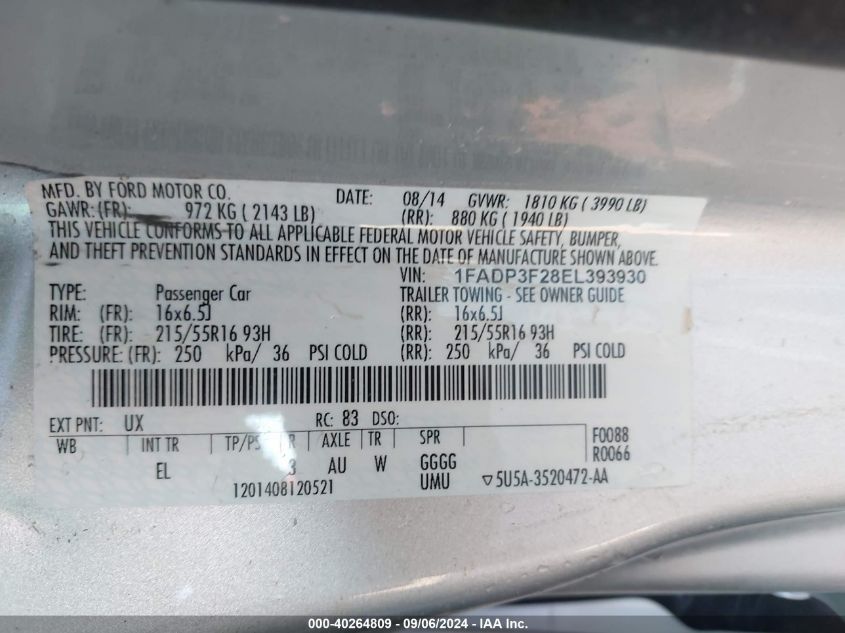 MFD. BY FORD MOTOR CO. DATE: 08/14 GVWR: 1810 KG ( 3990 LB)
GAWR: (FR): 972 KG ( 2143 LB) (RR): 880 KG ( 1940 LB)
THIS VEHICLE CONFORMS TO ALL APPLICABLE FEDERAL MOTOR VEHICLE SAFETY, BUMPER,
AND THEFT PREVENTION STANDARDS IN EFFECT ON THE DATE OF MANUFACTURE SHOWN ABOVE.
VIN: 1FADP3F28EL393930
TYPE: Passenger Car TRAILER TOWING - SEE OWNER GUIDE
RIM: (FR): 16x6.5J (RR): 16x6.5J
TIRE: (FR): 215/55R16 93H (RR): 215/55R16 93H
PRESSURE: (FR): 250 kPa/ 36 PSI COLD (RR): 250 kPa/ 36 PSI COLD
EXT PNT: UX RC: 83 DSO:
WB INT TR TP/PS R AXLE TR SPR F0088
R0066
EL 3 AU W GGGG
1201408120521 UMU 5U5A-3520472-AA
000-40264809 - 09/06/2024 - IAA Inc.